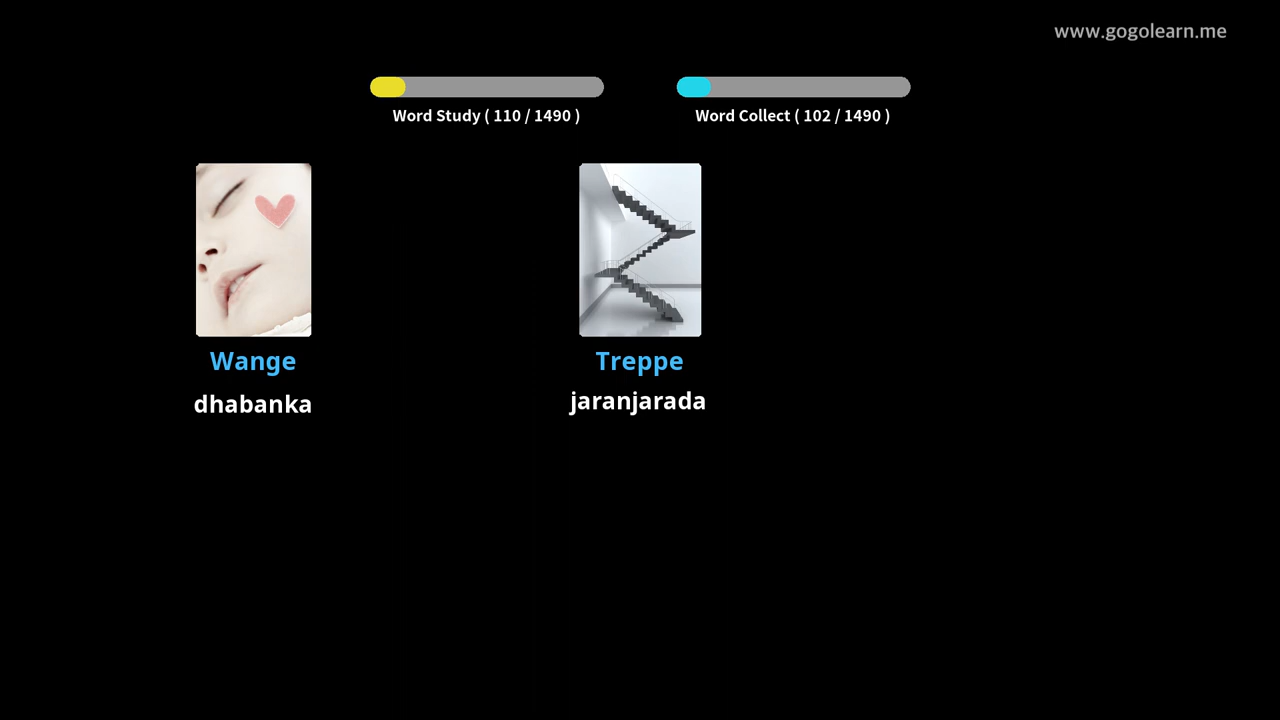 www.gogolearn.me
Word Study ( 110 / 1490 )
Word Collect ( 102 / 1490 )
Wange
Treppe
dhabanka
jaranjarada